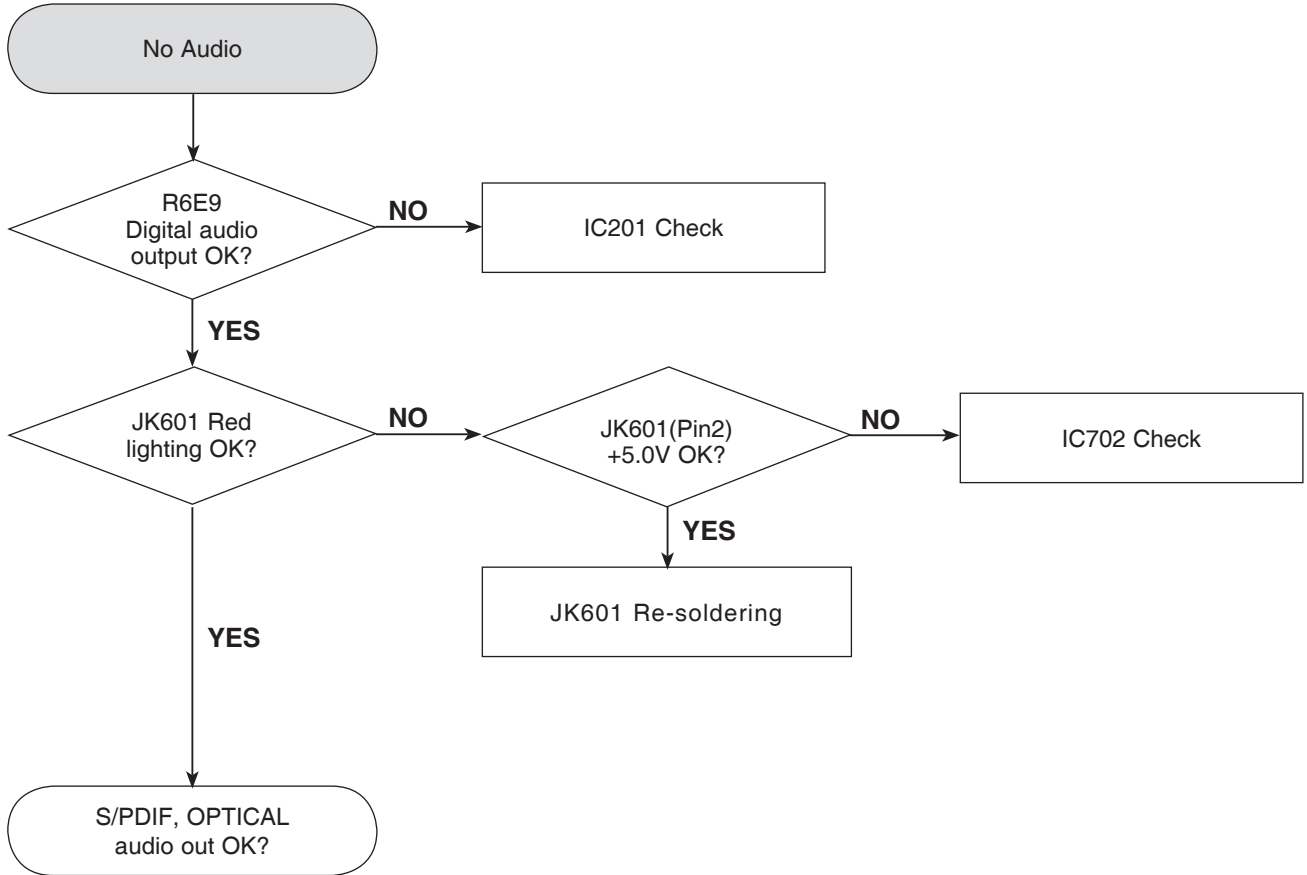 No Audio
R6E9
Digital audio
output OK?
NO
IC201 Check
YES
JK601 Red
lighting OK?
NO
JK601(Pin2)
+5.0V OK?
NO
IC702 Check
YES
JK601 Re-soldering
YES
S/PDIF, OPTICAL
audio out OK?